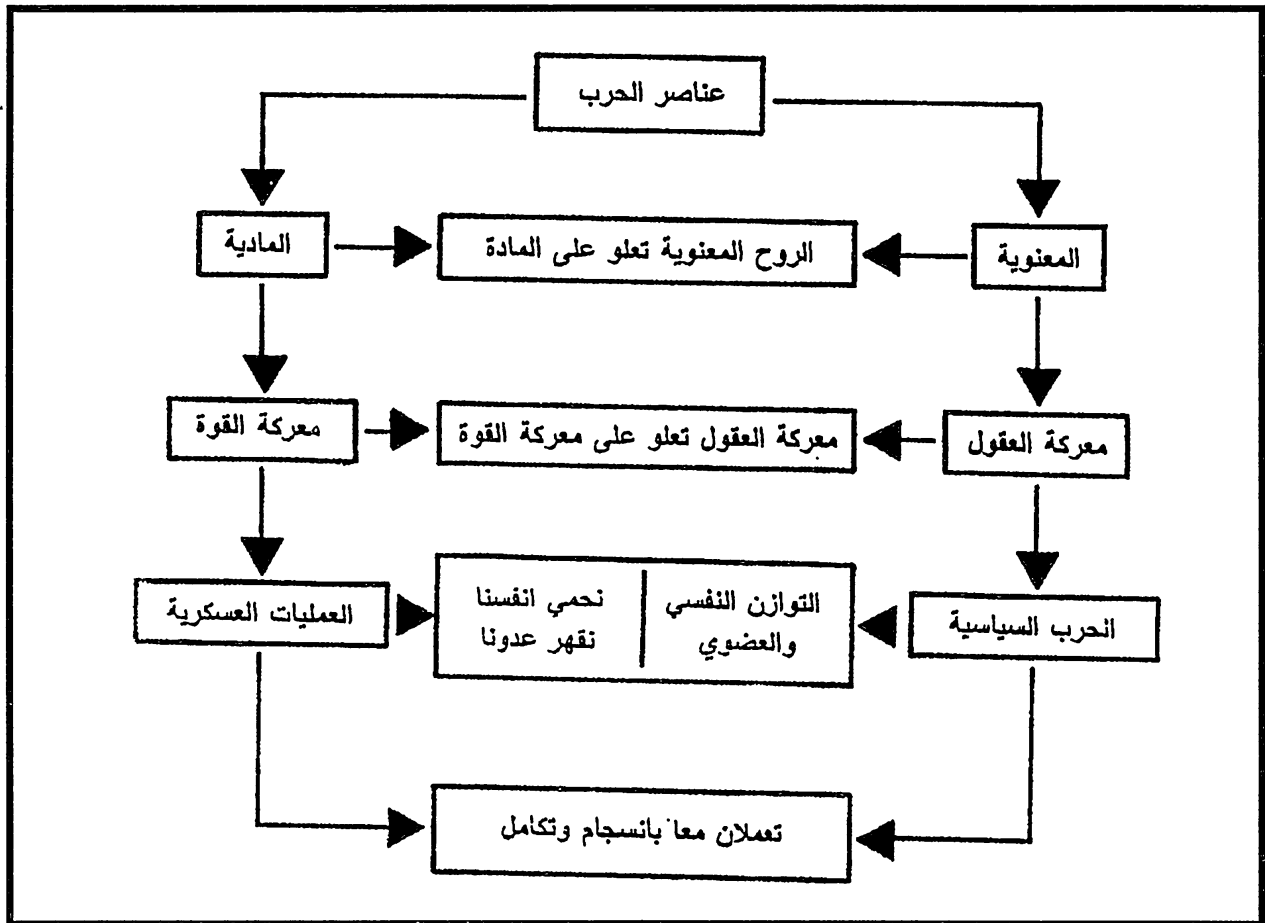 عناصر الحرب
المعنوية
الروح المعنوية تعلو على المادة
المادية
معركة العقول
معركة العقول تعلو على معركة القوة
معركة القوة
الحرب السياسية
التوازن النفسي
والعضوي
نحمي انفسنا
نقهر عدونا
العمليات العسكرية
تعملان معا بانسجام وتكامل